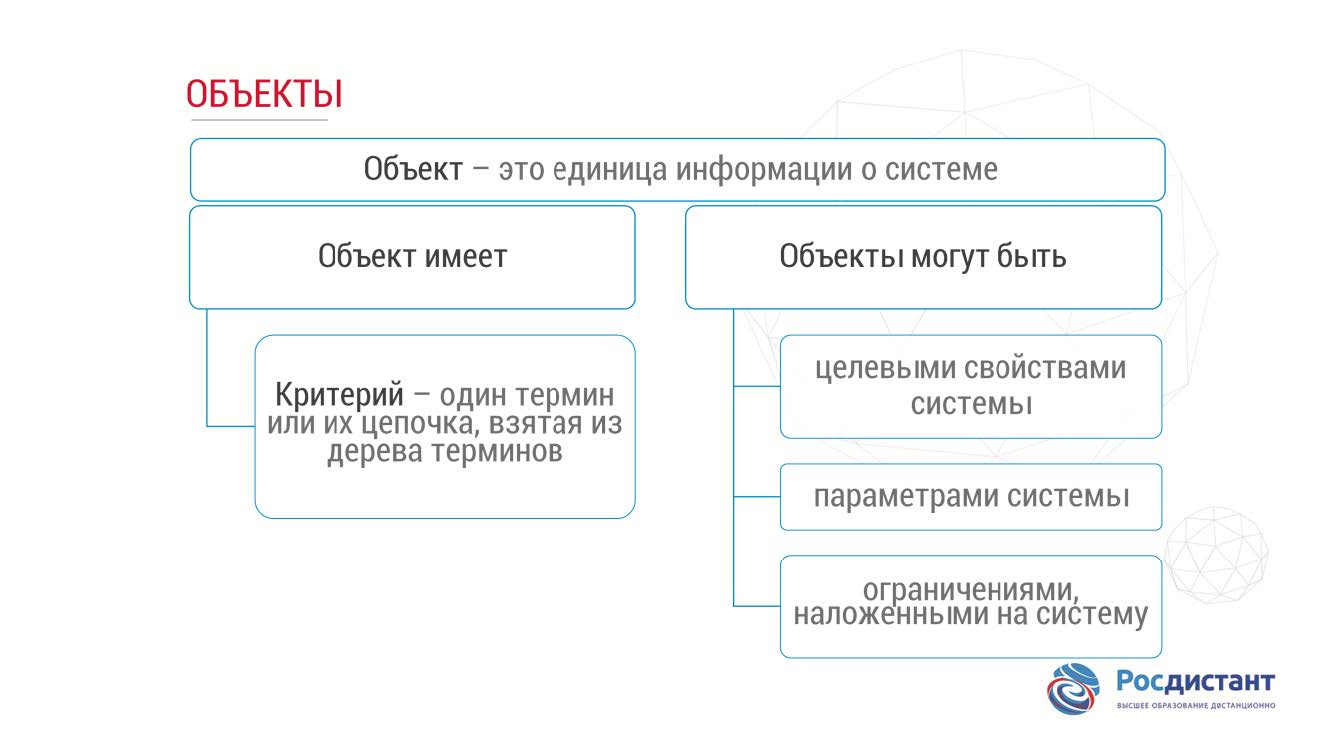 ОБЪЕКТЫ
Объект – это единица информации о системе
Объект имеет
Критерий – один термин
или их цепочка, взятая из
дерева терминов
Объекты могут быть
целевыми свойствами
системы
параметрами системы
ограничениями,
наложенными на систему
Росдистант
ВЫСШЕЕ ОБРАЗОВАНИЕ ДИСТАНЦИОННО